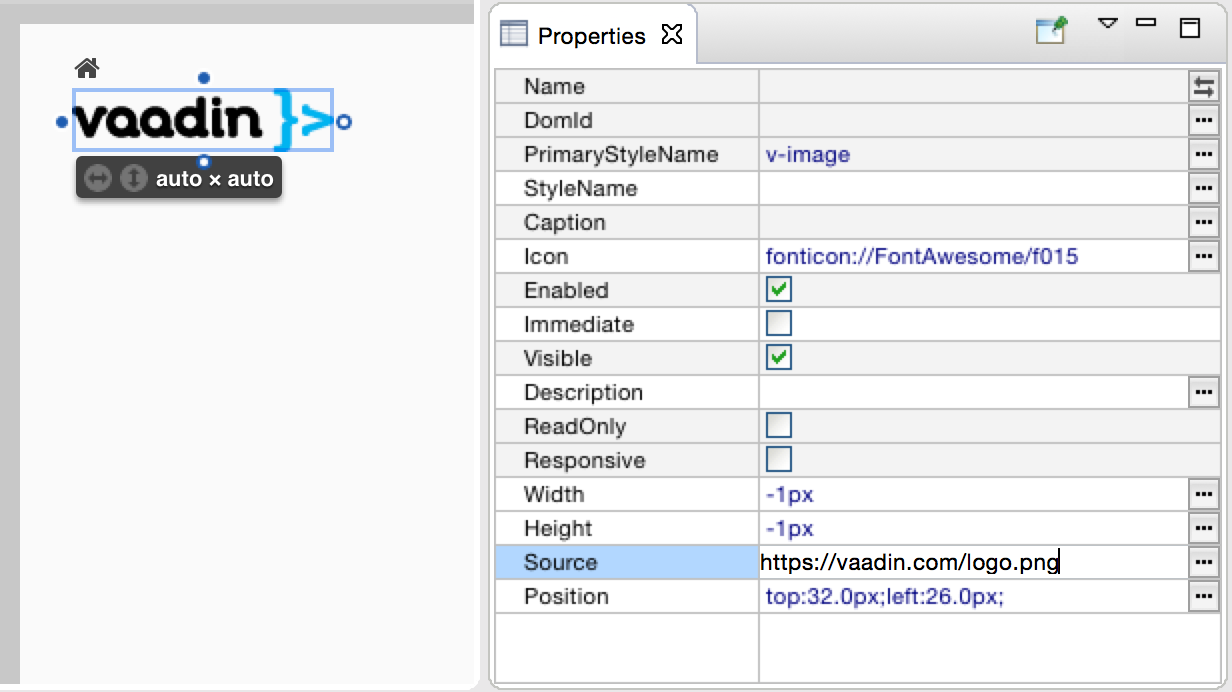 vaadin }>
auto × auto
Properties
Name
DomId
PrimaryStyleName v-image
StyleName
Caption
Icon fonticon://FontAwesome/f015
Enabled
Immediate
Visible
Description
ReadOnly
Responsive
Width -1px
Height -1px
Source https://vaadin.com/logo.png
Position top:32.0px;left:26.0px;